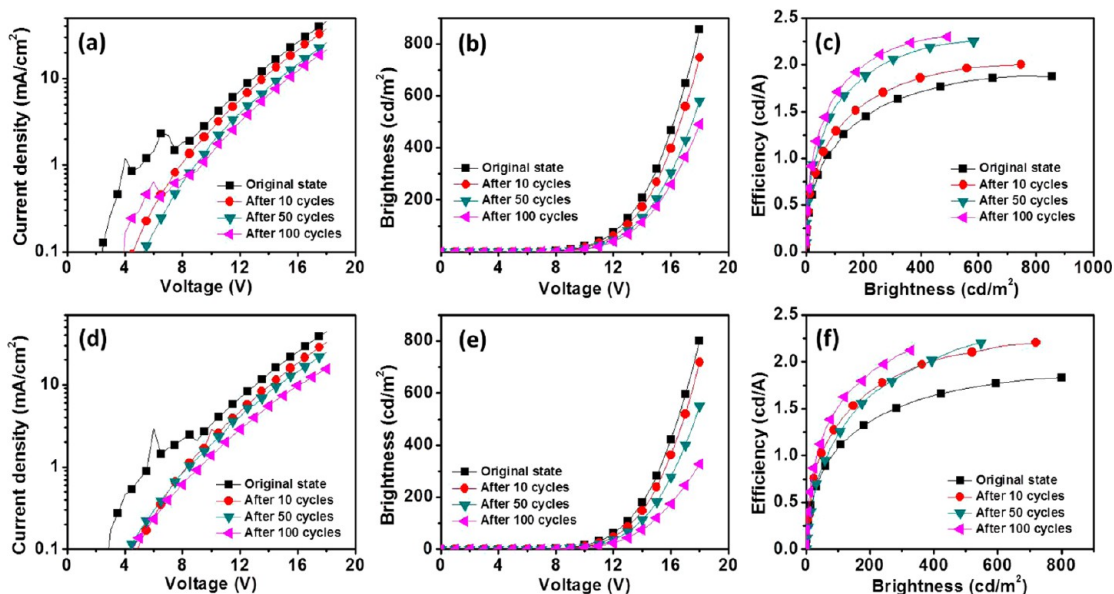 (a)
Current density (mA/cm²)
10
1
0.1
Original state
After 10 cycles
After 50 cycles
After 100 cycles
0 4 8 12 16 20
Voltage (V)
(b)
Brightness (cd/m²)
800
600
400
200
Original state
After 10 cycles
After 50 cycles
After 100 cycles
0 4 8 12 16 20
Voltage (V)
(c)
Efficiency (cd/A)
2.5
2.0
1.5
1.0
0.5
0.0
Original state
After 10 cycles
After 50 cycles
After 100 cycles
0 200 400 600 800 1000
Brightness (cd/m²)
(d)
Current density (mA/cm²)
10
1
0.1
Original state
After 10 cycles
After 50 cycles
After 100 cycles
0 4 8 12 16 20
Voltage (V)
(e)
Brightness (cd/m²)
800
600
400
200
0
Original state
After 10 cycles
After 50 cycles
After 100 cycles
0 4 8 12 16 20
Voltage (V)
(f)
Efficiency (cd/A)
2.5
2.0
1.5
1.0
0.5
0.0
Original state
After 10 cycles
After 50 cycles
After 100 cycles
0 200 400 600 800
Brightness (cd/m²)